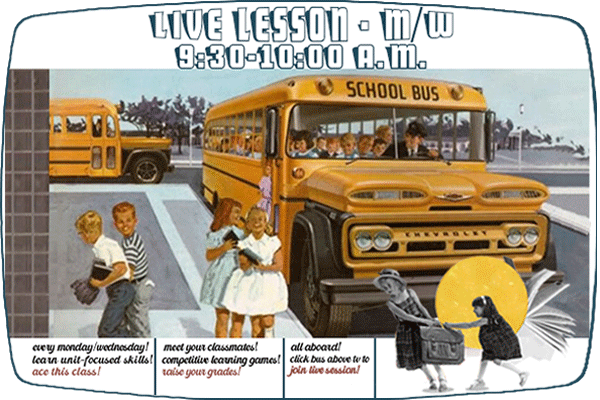 LIVE LESSON • M/W
9:30-10:00 A.M.
SCHOOL BUS
CHEVROLET
every monday/wednesday!
learn unit-focused skills!
ace this class!
meet your classmates!
competitive learning games!
raise your grades!
all aboard!
click bus above tv to
join live session!